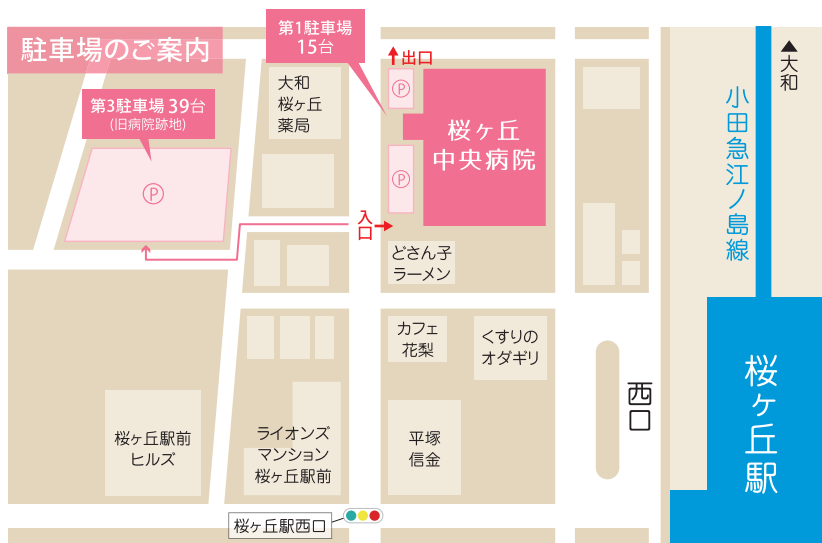 駐車場のご案内
第1駐車場
15台
出口
▲大和
第3駐車場 39台
(旧病院跡地)
大和
桜ヶ丘
薬局
P
桜ヶ丘
中央病院
小田急江ノ島線
P
P
入口
どさん子
ラーメン
カフェ
花梨
くすりの
オダギリ
西口
桜ヶ丘駅
桜ヶ丘駅前
ヒルズ
ライオンズ
マンション
桜ヶ丘駅前
平塚
信金
桜ヶ丘駅西口